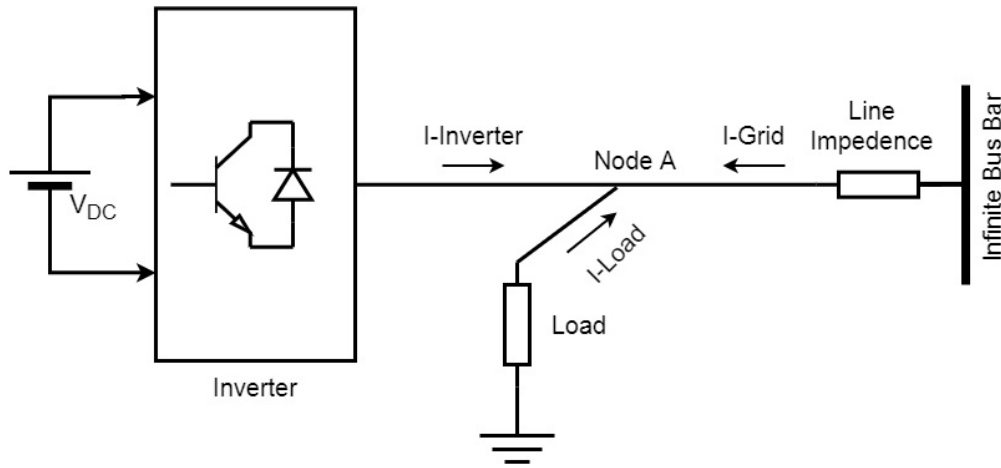 Line
Impedence
I-Inverter
I-Grid
Node A
Infinite Bus Bar
VDC
I-Load
Load
Inverter